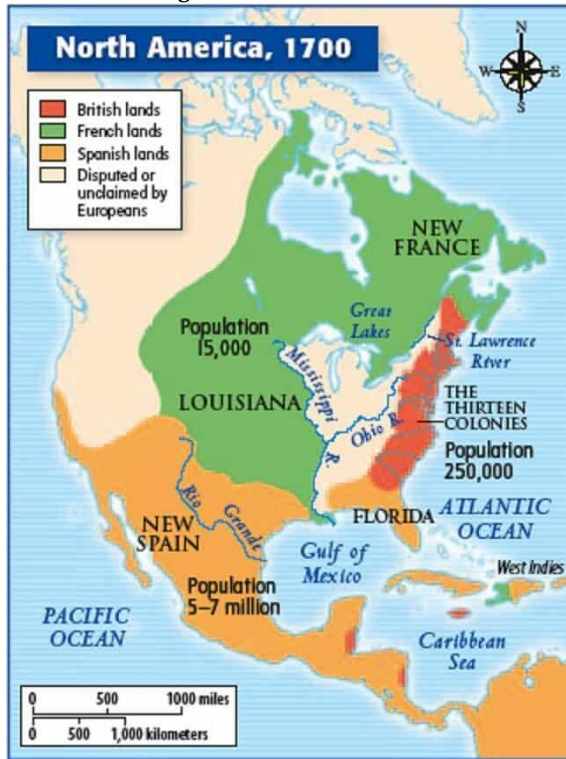 North America, 1700
N
W
E
S
British lands
French lands
Spanish lands
Disputed or
unclaimed by
Europeans
NEW
FRANCE
Great
Lakes
Population
15,000
St. Lawrence
River
Mississippi
R.
LOUISIANA
Ohio R.
THE
THIRTEEN
COLONIES
Population
250,000
Rio
Grande
NEW
SPAIN
FLORIDA
ATLANTIC
OCEAN
Gulf of
Mexico
West Indies
Population
5–7 million
PACIFIC
OCEAN
Caribbean
Sea
0 500 1000 miles
0 500 1,000 kilometers